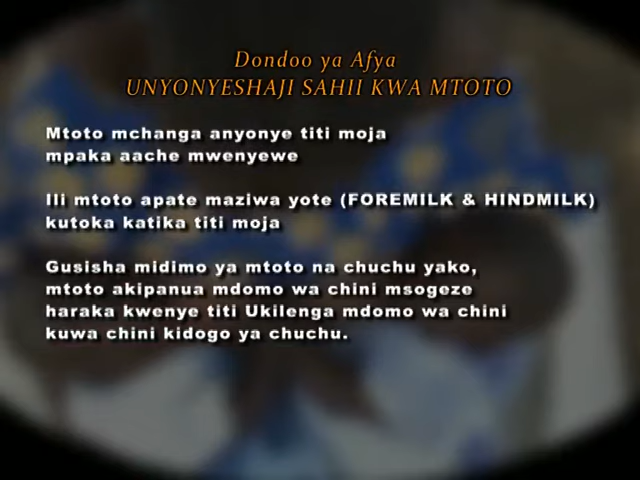 Dondoo ya Afya
UNYONYESHAJI SAHII KWA MTOTO
Mtoto mchanga anyonye titi moja
mpaka aache mwenyewe
Ili mtoto apate maziwa yote (FOREMILK & HINDMILK)
kutoka katika titi moja
Gusisha midimo ya mtoto na chuchu yako,
mtoto akipanua mdomo wa chini msogeze
haraka kwenye titi Ukilenga mdomo wa chini
kuwa chini kidogo ya chuchu.